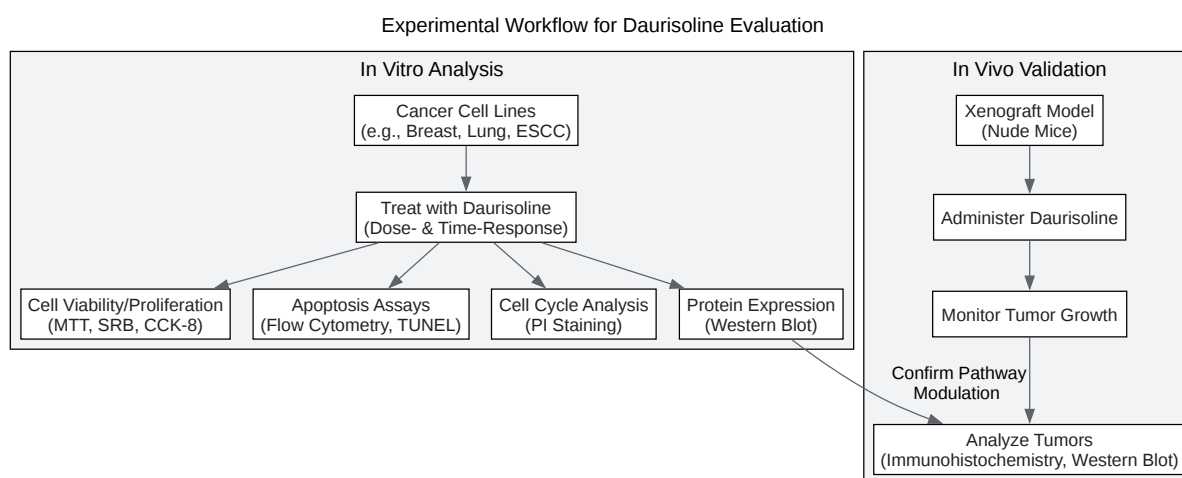 Experimental Workflow for Daurisoline Evaluation
In Vitro Analysis
Cancer Cell Lines
(e.g., Breast, Lung, ESCC)
Treat with Daurisoline
(Dose- & Time-Response)
Cell Viability/Proliferation
(MTT, SRB, CCK-8)
Apoptosis Assays
(Flow Cytometry, TUNEL)
Cell Cycle Analysis
(PI Staining)
Protein Expression
(Western Blot)
In Vivo Validation
Xenograft Model
(Nude Mice)
Administer Daurisoline
Monitor Tumor Growth
Confirm Pathway
Modulation
Analyze Tumors
(Immunohistochemistry, Western Blot)